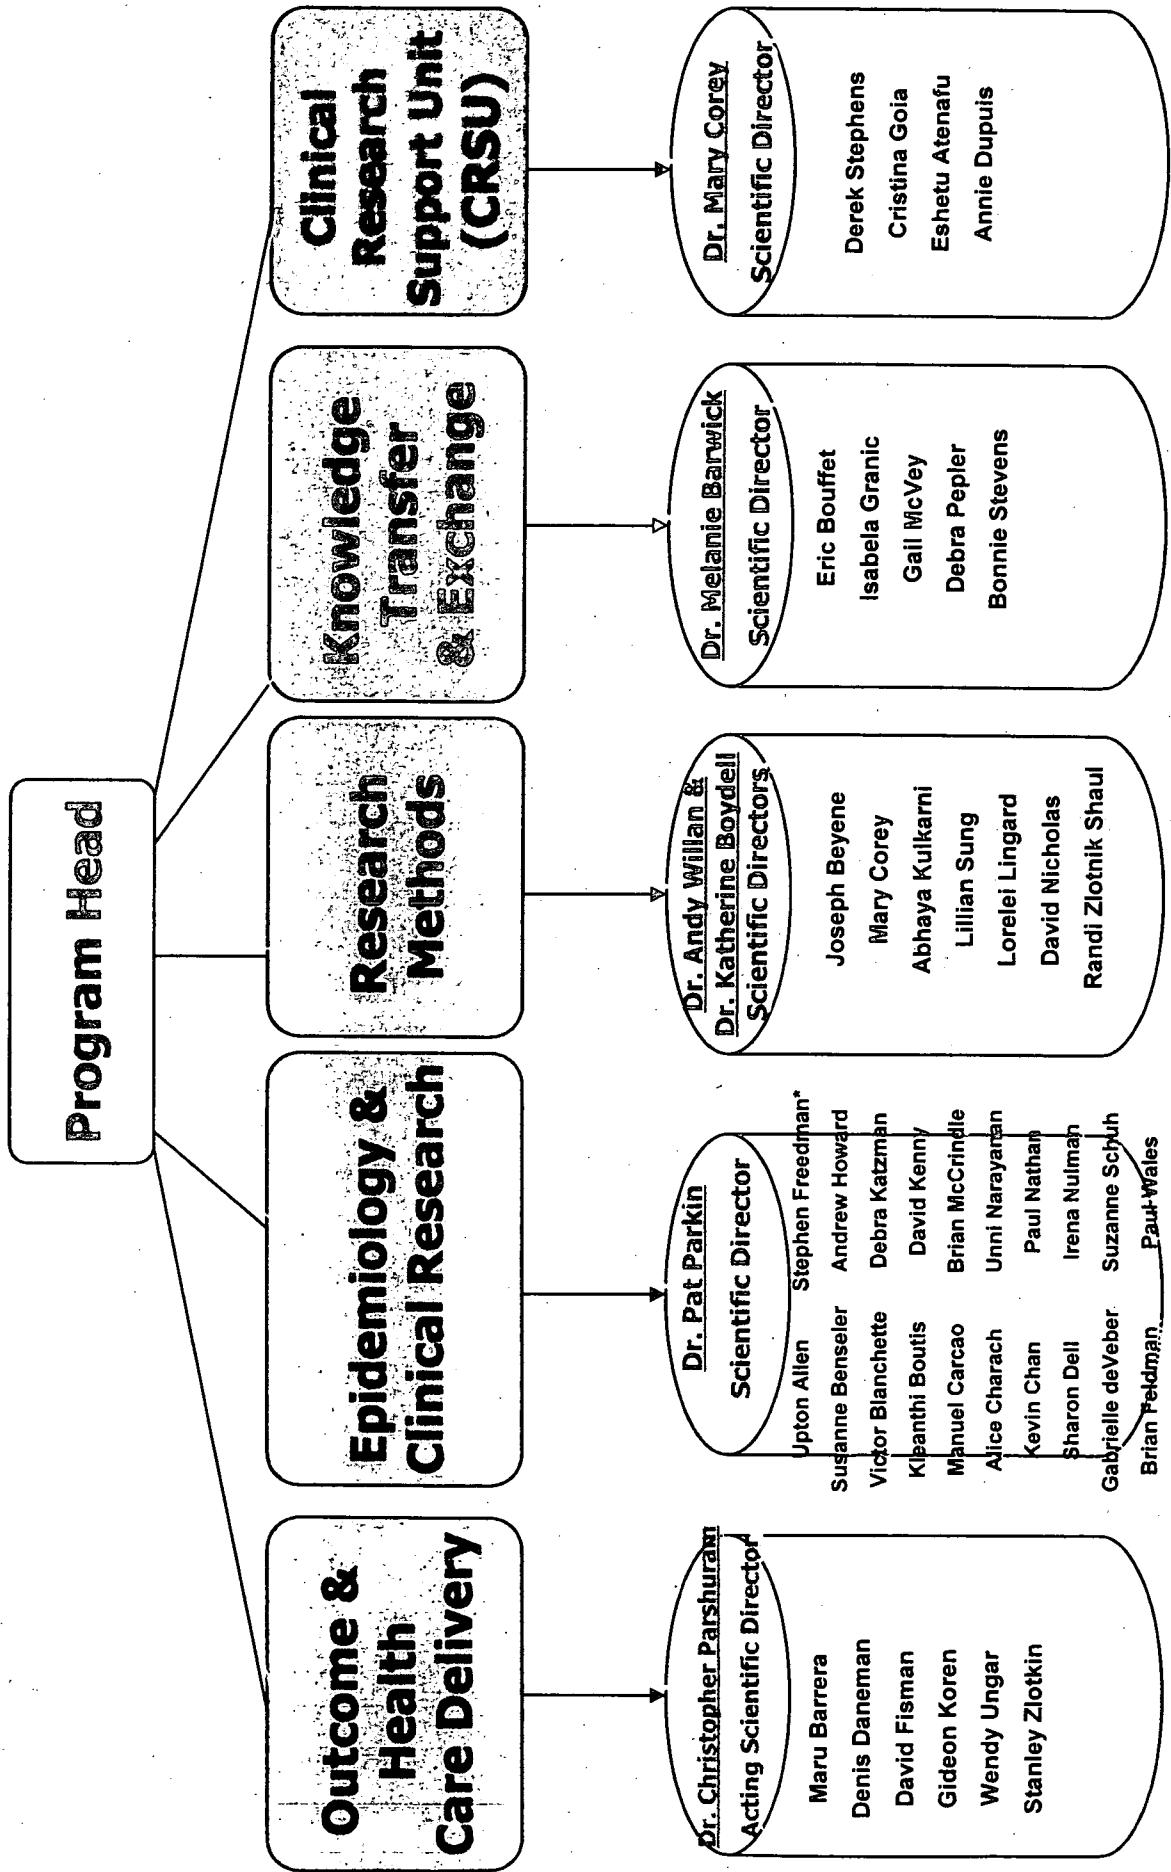 Program Head
Outcome &
Health
Care Delivery
Epidemiology &
Clinical Research
Research
Methods
Knowledge
Transfer
& Exchange
Clinical
Research
Support Unit
(CRSU)
Dr. Christopher Parshuram
Acting Scientific Director
Maru Barrera
Denis Daneman
David Fisman
Gideon Koren
Wendy Ungar
Stanley Zlotkin
Dr. Pat Parkin
Scientific Director
Upton Allen
Susanne Benseler
Victor Blanchette
Kleanthi Boutis
Manuel Carcao
Alice Charach
Kevin Chan
Sharon Dell
Gabrielle deVeber
Brian Feldman
Stephen Freedman*
Andrew Howard
Debra Katzman
David Kenny
Brian McCrindle
Unni Narayanan
Paul Nathan
Irena Nulman
Suzanne Schuh
Paul Wales
Dr. Andy Willan &
Dr. Katherine Boydell
Scientific Directors
Joseph Beyene
Mary Corey
Abhaya Kulkarni
Lillian Sung
Lorelei Lingard
David Nicholas
Randi Zlotnik Shaul
Dr. Melanie Barwick
Scientific Director
Eric Bouffet
Isabela Granic
Gail McVey
Debra Pepler
Bonnie Stevens
Dr. Mary Corey
Scientific Director
Derek Stephens
Cristina Goia
Eshetu Atenafu
Annie Dupuis